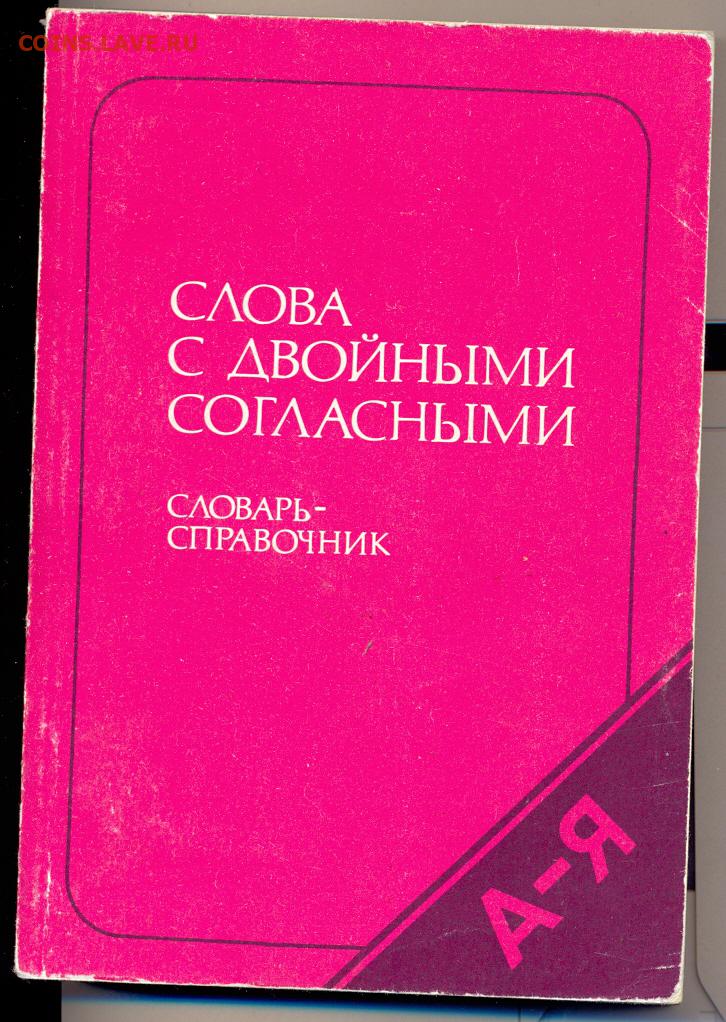 COINS.LAVE.RU
СЛОВА
С ДВОЙНЫМИ
СОГЛАСНЫМИ
СЛОВАРЬ-
СПРАВОЧНИК
А-Я